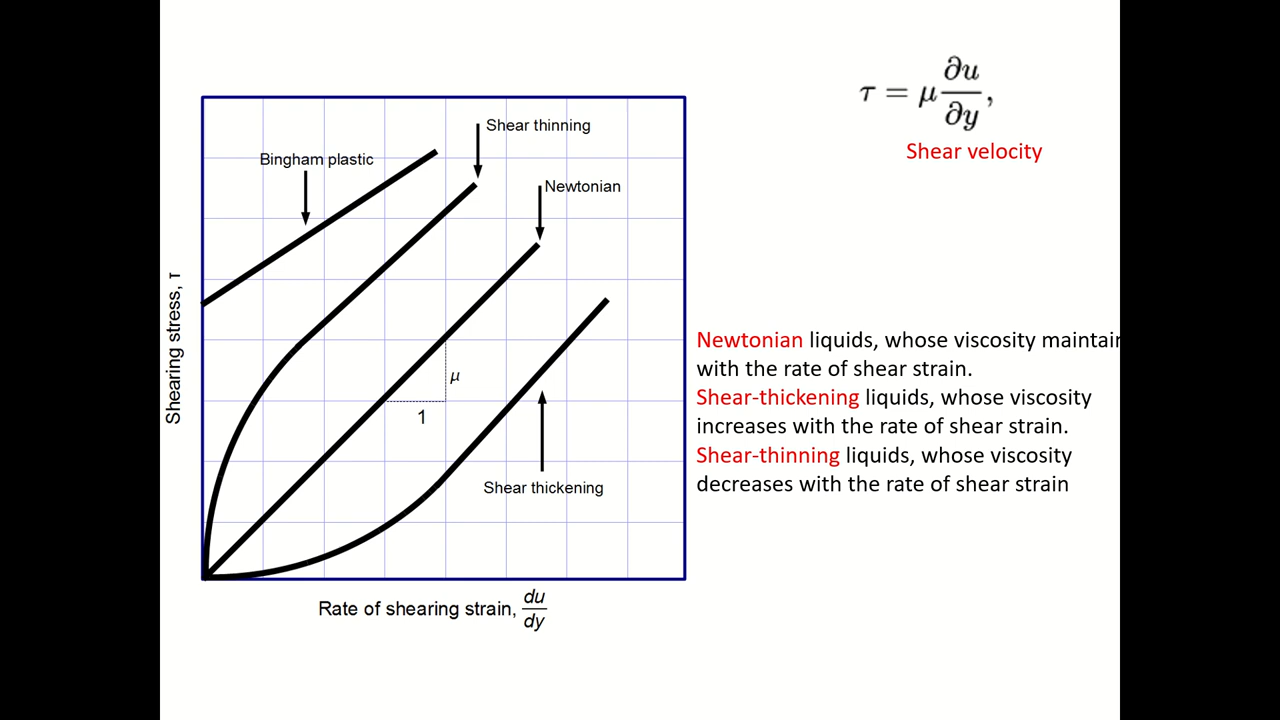 τ = μ ∂u/∂y,
Shear velocity
Shear thinning
Bingham plastic
Newtonian
Shearing stress, τ
μ
1
Shear thickening
Rate of shearing strain, du/dy
Newtonian liquids, whose viscosity maintain
with the rate of shear strain.
Shear-thickening liquids, whose viscosity
increases with the rate of shear strain.
Shear-thinning liquids, whose viscosity
decreases with the rate of shear strain